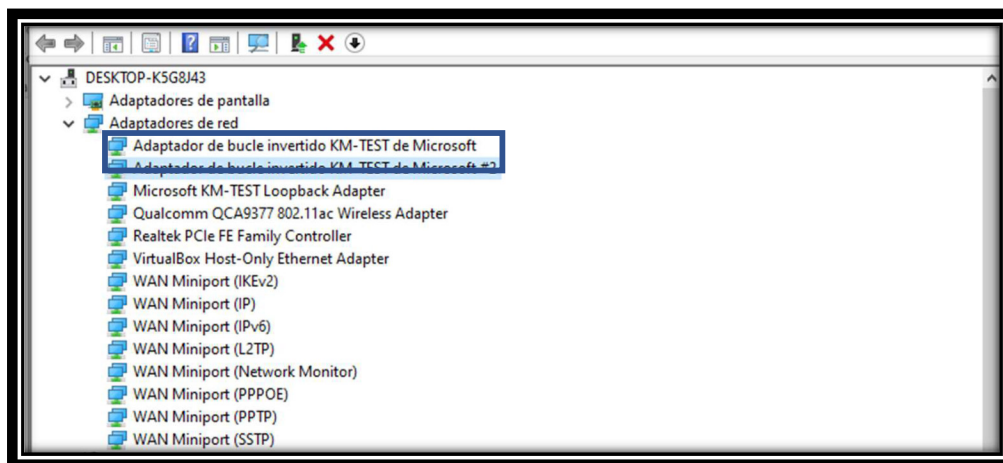 DESKTOP-K5G8J43
Adaptadores de pantalla
Adaptadores de red
Adaptador de bucle invertido KM-TEST de Microsoft
Adaptador de bucle invertido KM-TEST de Microsoft #2
Microsoft KM-TEST Loopback Adapter
Qualcomm QCA9377 802.11ac Wireless Adapter
Realtek PCIe FE Family Controller
VirtualBox Host-Only Ethernet Adapter
WAN Miniport (IKEv2)
WAN Miniport (IP)
WAN Miniport (IPv6)
WAN Miniport (L2TP)
WAN Miniport (Network Monitor)
WAN Miniport (PPPOE)
WAN Miniport (PPTP)
WAN Miniport (SSTP)